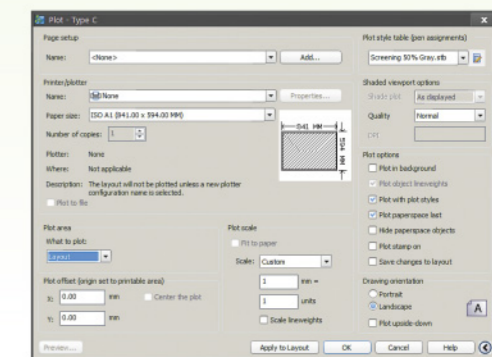 Plot - Type C
Page setup
Name: <None> Add...
Plot style table (pen assignments)
Screening 50% Gray.stb
Printer/plotter
Name: None Properties...
Paper size: ISO A1 (841.00 x 594.00 MM)
Number of copies: 1
841 MM
594 MM
Plotter: None
Where: Not applicable
Description: The layout will not be plotted unless a new plotter
configuration name is selected.
Plot to file
Shaded viewport options
Shade plot As displayed
Quality Normal
DPI
Plot options
Plot in background
Plot object lineweights
Plot with plot styles
Plot paperspace last
Hide paperspace objects
Plot stamp on
Save changes to layout
Plot area
What to plot:
Layout
Plot scale
Fit to paper
Scale: Custom
1 mm =
1 units
Scale lineweights
Plot offset (origin set to printable area)
X: 0.00 mm Center the plot
Y: 0.00 mm
Drawing orientation
Portrait
Landscape
Plot upside-down
A
Preview... Apply to Layout OK Cancel Help